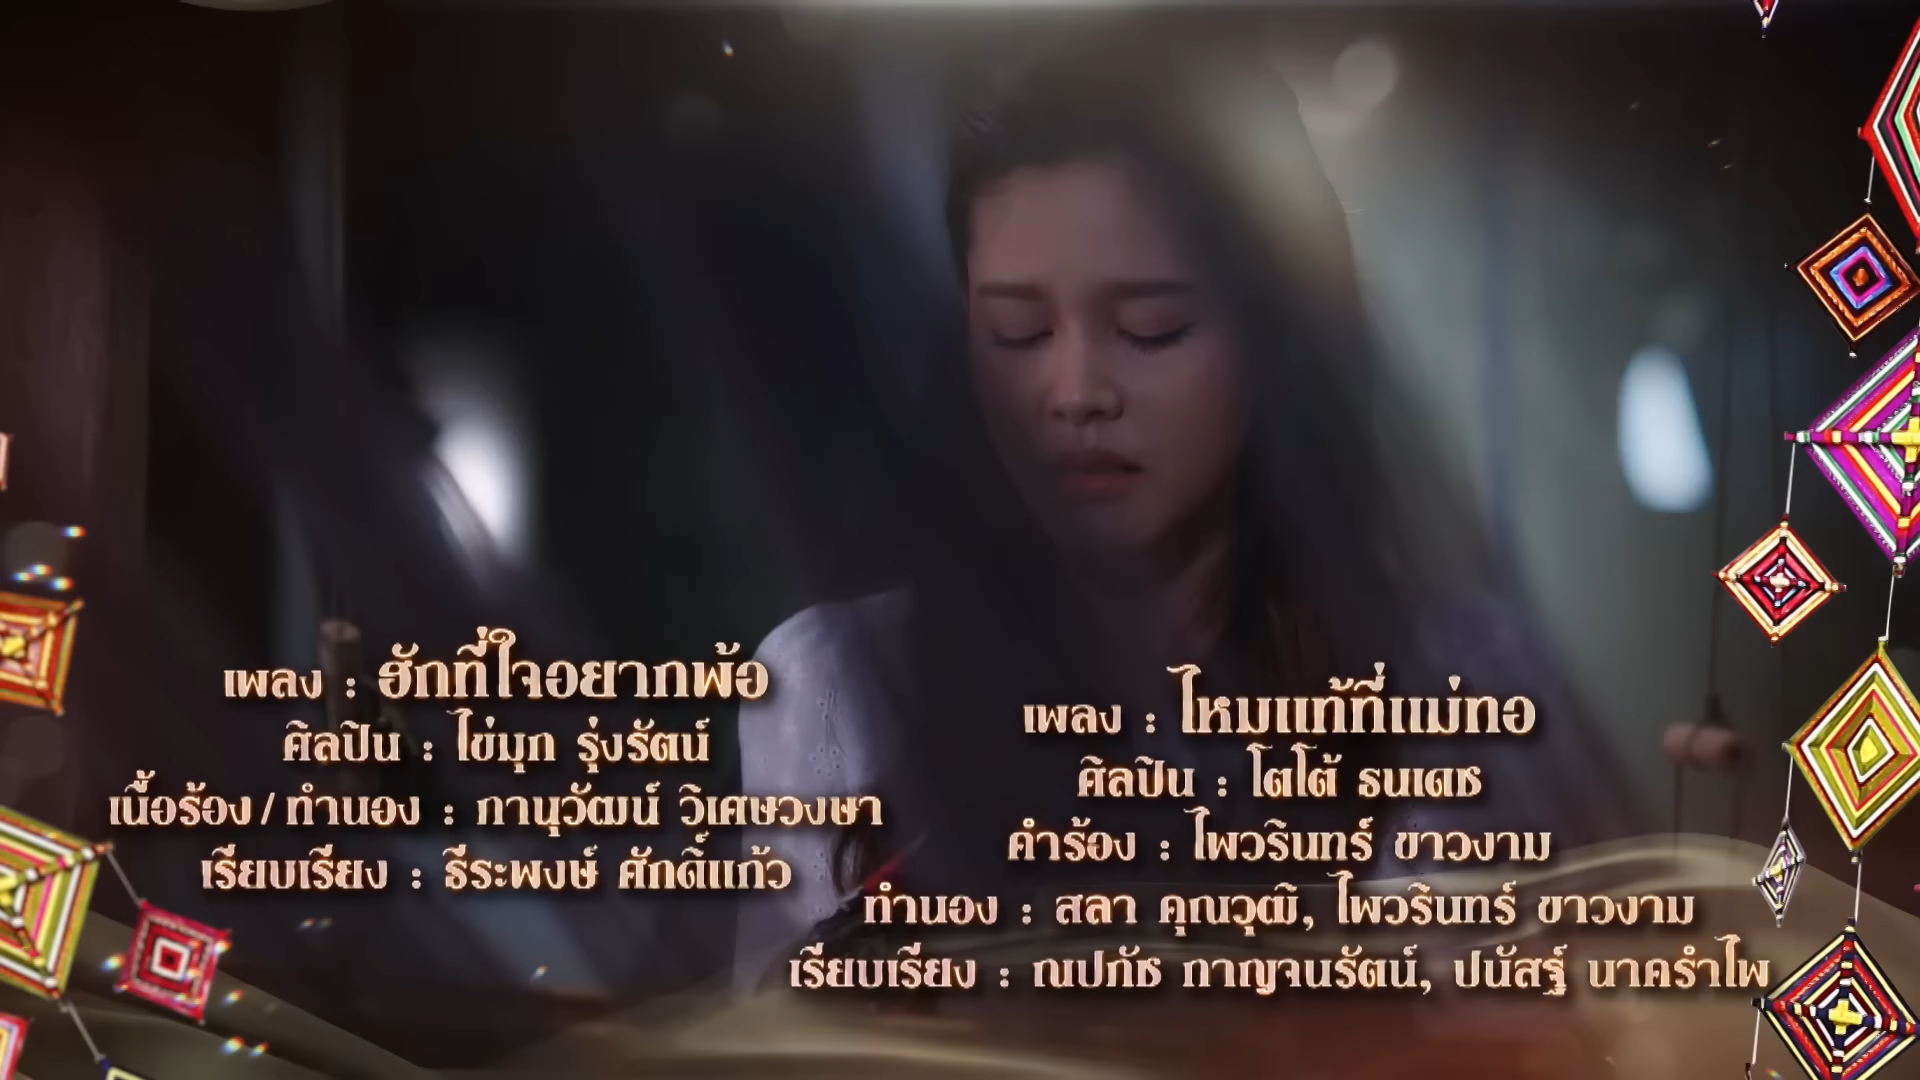 เพลง : ฮักที่ใจอยากพ้อ
ศิลปิน : ไข่มุก รุ่งรัตน์
เนื้อร้อง / ทำนอง : กานุวัฒน์ วิเศษวงษา
เรียบเรียง : ธีระพงษ์ ศักดิ์แก้ว
เพลง : ไหมแท้ที่แม่ทอ
ศิลปิน : โตโต้ ธนเดช
คำร้อง : ไพวรินทร์ ขาวงาม
ทำนอง : สลา คุณวุฒิ, ไพวรินทร์ ขาวงาม
เรียบเรียง : ณปภัช กาญจนรัตน์, ปนัสฐ์ นาครำไพ